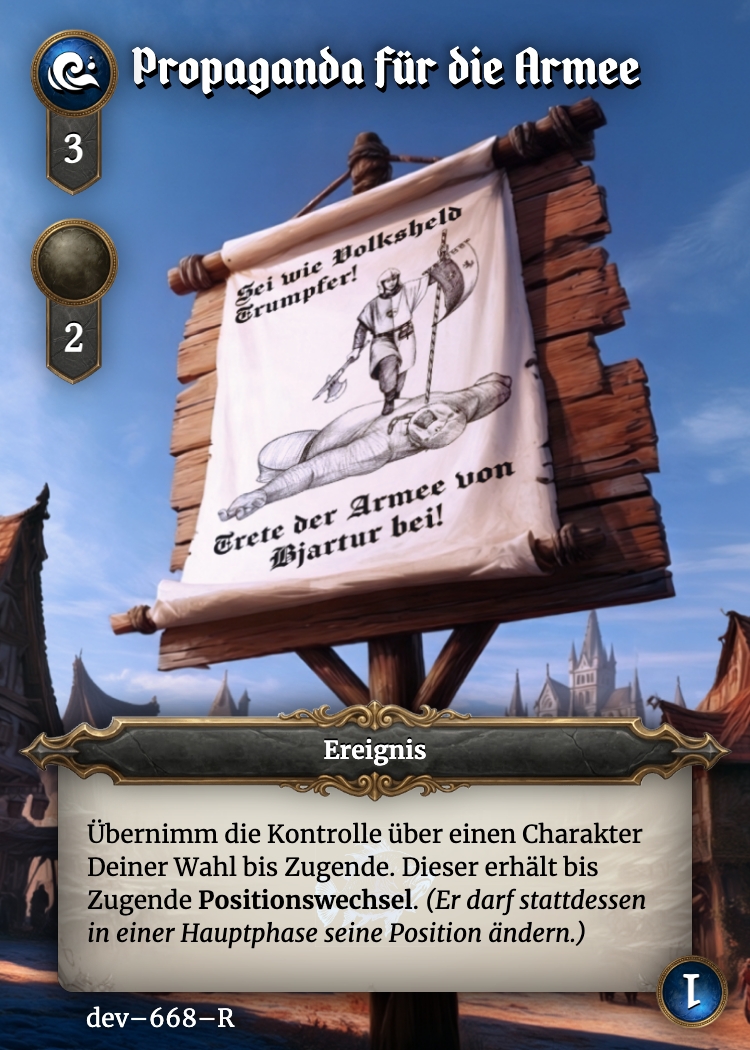 Propaganda für die Armee
3
2
Sei wie Volksheld
Trumpfer!
Trete der Armee von
Bjartur bei!
Ereignis
Übernimm die Kontrolle über einen Charakter
Deiner Wahl bis Zugende. Dieser erhält bis
Zugende Positionswechsel. (Er darf stattdessen
in einer Hauptphase seine Position ändern.)
1
dev–668–R